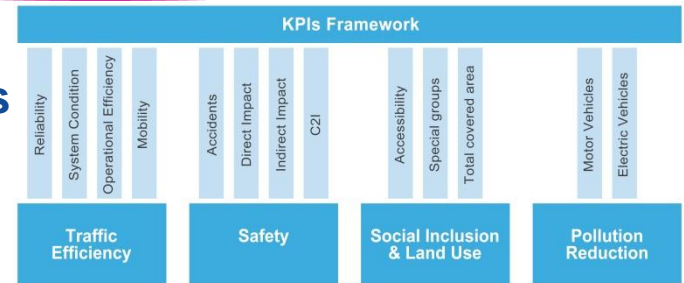 KPIs Framework
s
Reliability
System Condition
Operational Efficiency
Mobility
Accidents
Direct Impact
Indirect Impact
C2I
Accessibility
Special groups
Total covered area
Motor Vehicles
Electric Vehicles
Traffic
Efficiency
Safety
Social Inclusion
& Land Use
Pollution
Reduction